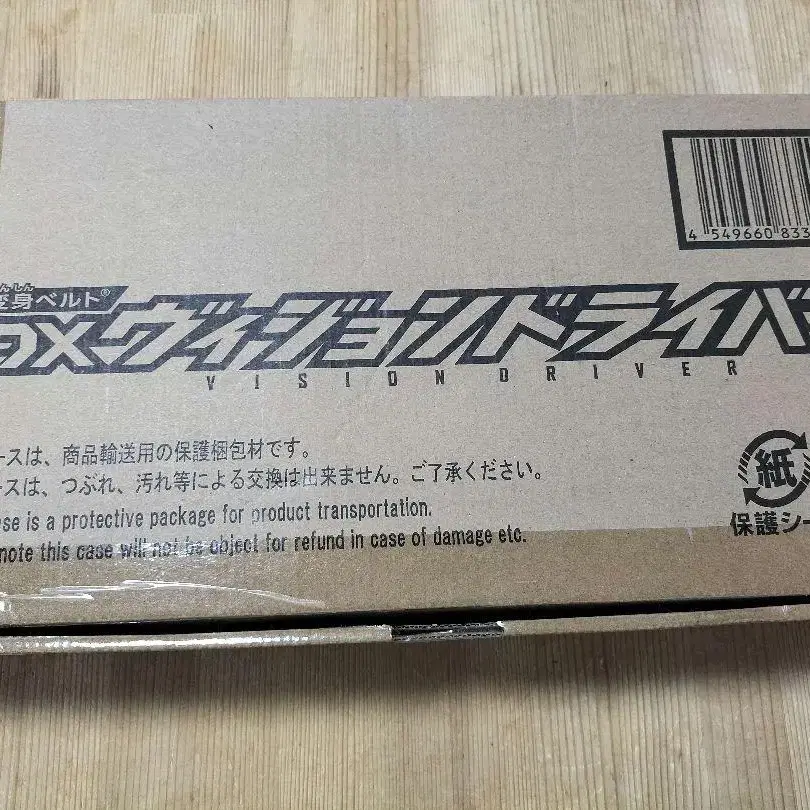 4 549660 833
んしん
変身ベルト®
DXヴィジョンドライバ
VISION DRIVER
ースは、商品輸送用の保護梱包材です。
ースは、つぶれ、汚れ等による交換は出来ません。ご了承ください。
se is a protective package for product transportation.
note this case will not be object for refund in case of damage etc.
紙
保護シー